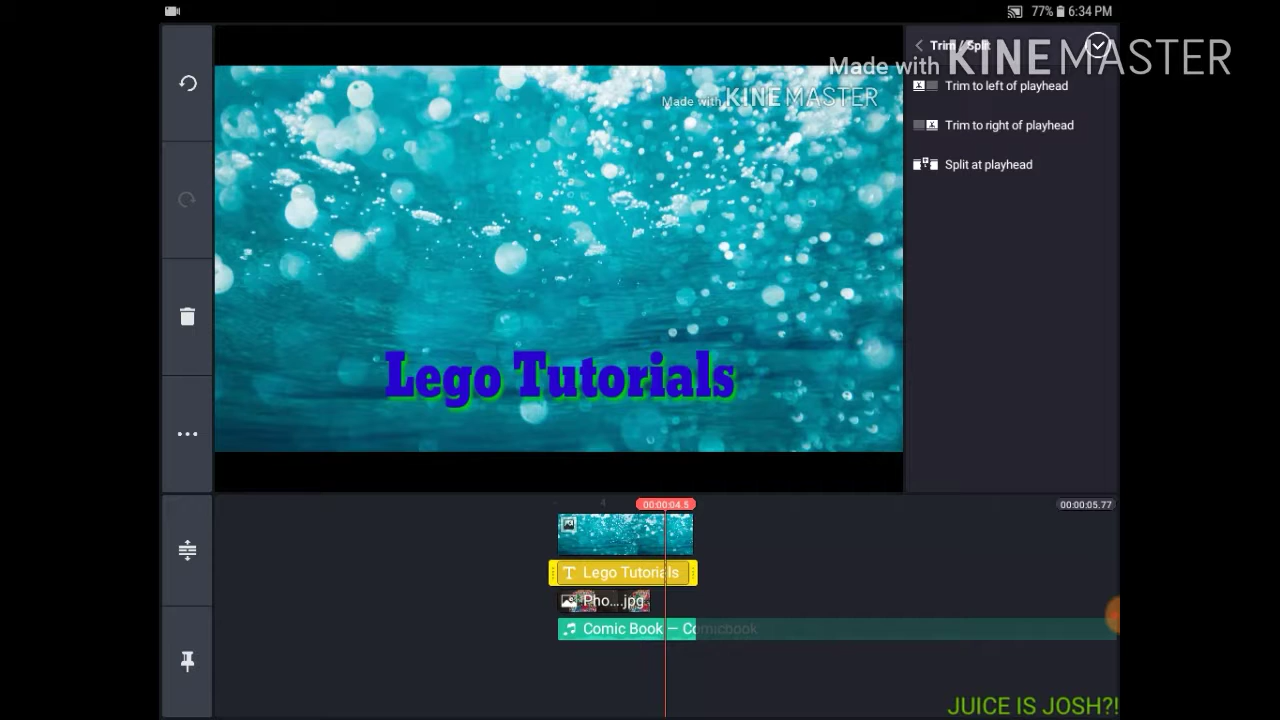 77% 6:34 PM
Trim / Split
Made with KINEMASTER
Trim to left of playhead
Made with KINEMASTER
Trim to right of playhead
Split at playhead
Lego Tutorials
4
00:00:04.5
00:00:05.77
Lego Tutorials
Pho....jpg
Comic Book — Comicbook
JUICE IS JOSH?!